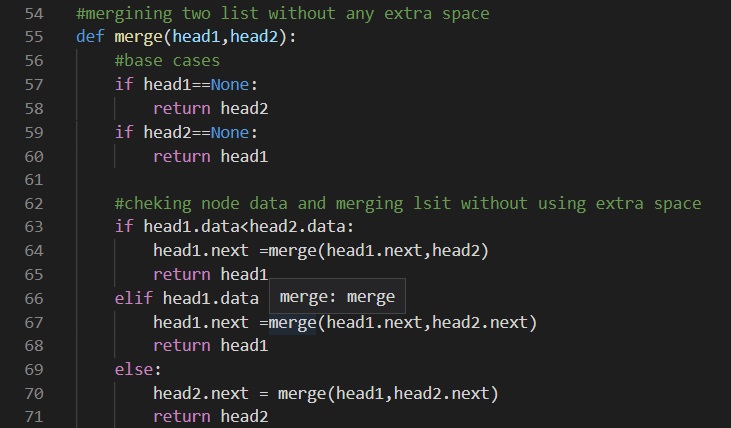 54 #mergining two list without any extra space
55 def merge(head1,head2):
56 #base cases
57 if head1==None:
58 return head2
59 if head2==None:
60 return head1
61
62 #cheking node data and merging lsit without using extra space
63 if head1.data<head2.data:
64 head1.next =merge(head1.next,head2)
65 return head1
66 elif head1.data merge: merge
67 head1.next =merge(head1.next,head2.next)
68 return head1
69 else:
70 head2.next = merge(head1,head2.next)
71 return head2